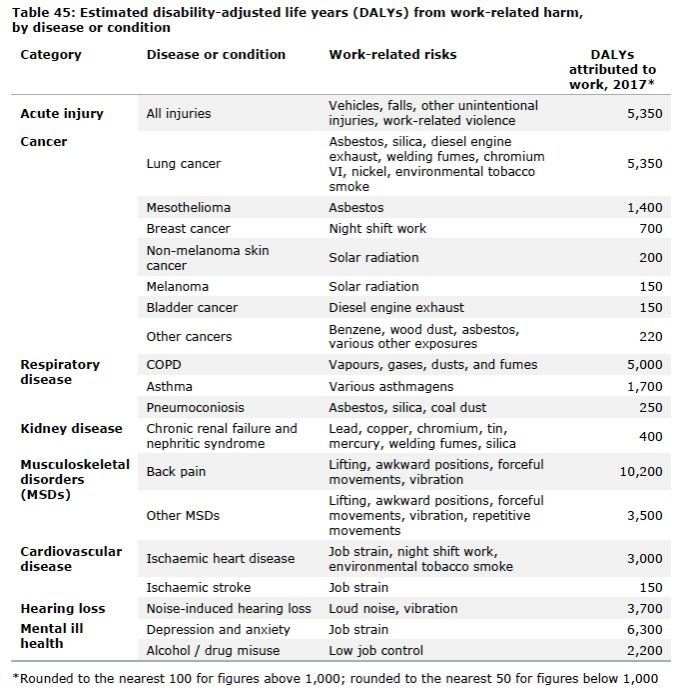 Table 45: Estimated disability-adjusted life years (DALYs) from work-related harm,
by disease or condition
Category Disease or condition Work-related risks DALYs
attributed to
work, 2017*
Acute injury All injuries Vehicles, falls, other unintentional
injuries, work-related violence 5,350
Cancer
Lung cancer Asbestos, silica, diesel engine
exhaust, welding fumes, chromium
VI, nickel, environmental tobacco
smoke 5,350
Mesothelioma Asbestos 1,400
Breast cancer Night shift work 700
Non-melanoma skin
cancer Solar radiation 200
Melanoma Solar radiation 150
Bladder cancer Diesel engine exhaust 150
Other cancers Benzene, wood dust, asbestos,
various other exposures 220
Respiratory
disease COPD Vapours, gases, dusts, and fumes 5,000
Asthma Various asthmagens 1,700
Pneumoconiosis Asbestos, silica, coal dust 250
Kidney disease Chronic renal failure and
nephritic syndrome Lead, copper, chromium, tin,
mercury, welding fumes, silica 400
Musculoskeletal
disorders
(MSDs) Back pain Lifting, awkward positions, forceful
movements, vibration 10,200
Other MSDs Lifting, awkward positions, forceful
movements, vibration, repetitive
movements 3,500
Cardiovascular
disease Ischaemic heart disease Job strain, night shift work,
environmental tobacco smoke 3,000
Ischaemic stroke Job strain 150
Hearing loss Noise-induced hearing loss Loud noise, vibration 3,700
Mental ill
health Depression and anxiety Job strain 6,300
Alcohol / drug misuse Low job control 2,200
*Rounded to the nearest 100 for figures above 1,000; rounded to the nearest 50 for figures below 1,000